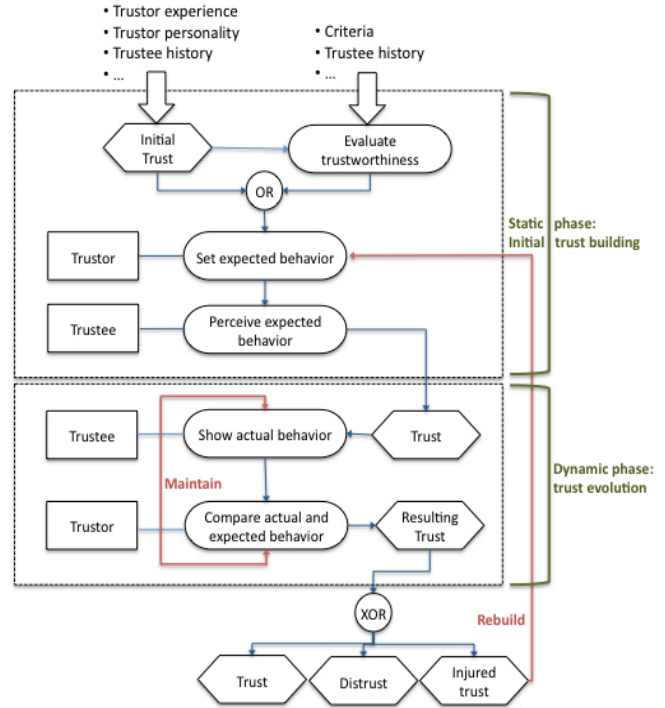 • Trustor experience
• Trustor personality
• Trustee history
• ...
• Criteria
• Trustee history
• ...
Initial
Trust
Evaluate
trustworthiness
OR
Static phase:
Initial trust building
Trustor
Set expected behavior
Trustee
Perceive expected
behavior
Trustee
Show actual behavior
Trust
Maintain
Dynamic phase:
trust evolution
Trustor
Compare actual and
expected behavior
Resulting
Trust
XOR
Rebuild
Trust
Distrust
Injured
trust